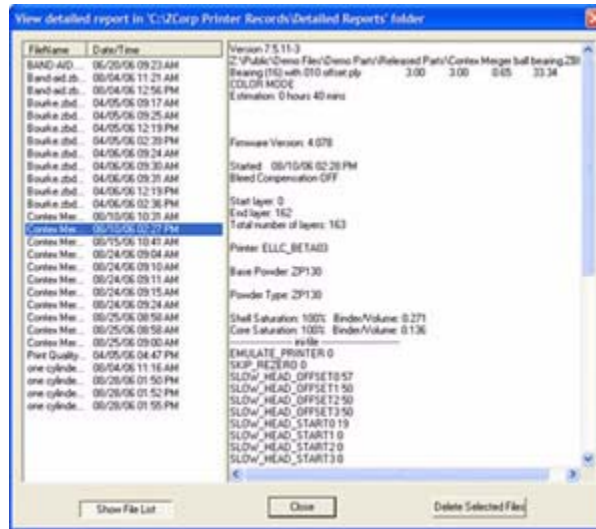 View detailed report in 'C:\ZCorp Printer Records\Detailed Reports' folder
FileName Date/Time
BAND-AID.... 06/20/06 09:23 AM
Band-aid.zb... 08/04/06 11:21 AM
Band-aid.zb... 08/04/06 12:56 PM
Bourke.zbd... 04/05/06 09:17 AM
Bourke.zbd... 04/05/06 09:25 AM
Bourke.zbd... 04/05/06 12:19 PM
Bourke.zbd... 04/05/06 02:39 PM
Bourke.zbd... 04/06/06 09:24 AM
Bourke.zbd... 04/06/06 09:30 AM
Bourke.zbd... 04/06/06 09:31 AM
Bourke.zbd... 04/06/06 12:19 PM
Bourke.zbd... 04/06/06 02:36 PM
Contex Mer... 08/10/06 10:31 AM
Contex Mer... 08/10/06 02:27 PM
Contex Mer... 08/15/06 10:41 AM
Contex Mer... 08/24/06 09:04 AM
Contex Mer... 08/24/06 09:10 AM
Contex Mer... 08/24/06 09:11 AM
Contex Mer... 08/24/06 09:15 AM
Contex Mer... 08/24/06 09:24 AM
Contex Mer... 08/25/06 08:58 AM
Contex Mer... 08/25/06 08:58 AM
Contex Mer... 08/25/06 09:00 AM
Print Quality... 04/05/06 04:47 PM
one cylinde... 08/04/06 11:16 AM
one cylinde... 08/28/06 01:50 PM
one cylinde... 08/28/06 01:52 PM
one cylinde... 08/28/06 01:55 PM
Version 7.5.11-3
Z:\Public\Demo Files\Demo Parts\Released Parts\Contex Merger ball bearing.ZB
Bearing (16) with .010 offset.ply 3.00 3.00 0.65 33.34
COLOR MODE
Estimation: 0 hours 40 mins
Firmware Version: 4.078
Started: 08/10/06 02:28 PM
Bleed Compensation OFF
Start layer: 0
End layer: 162
Total number of layers: 163
Printer: ELLC_BETA03
Base Powder: ZP130
Powder Type: ZP130
Shell Saturation: 100% Binder/Volume: 0.271
Core Saturation: 100% Binder/Volume: 0.136
---------------- ini-file ----------------
EMULATE_PRINTER 0
SKIP_REZERO 0
SLOW_HEAD_OFFSET0 57
SLOW_HEAD_OFFSET1 50
SLOW_HEAD_OFFSET2 50
SLOW_HEAD_OFFSET3 50
SLOW_HEAD_START0 19
SLOW_HEAD_START1 0
SLOW_HEAD_START2 0
SLOW_HEAD_START3 0
Show File List Close Delete Selected Files